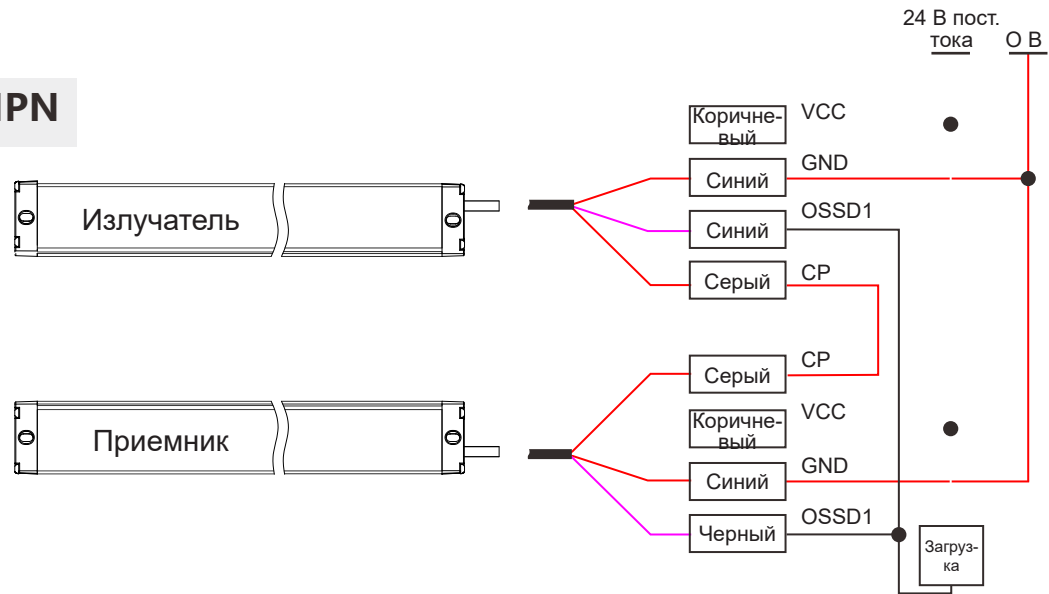 24 В пост.
тока
О В
PN
Коричне-
вый
VCC
Синий
GND
Излучатель
Синий
OSSD1
Серый
CP
Серый
CP
Коричне-
вый
VCC
Приемник
Синий
GND
Черный
OSSD1
Загруз-
ка